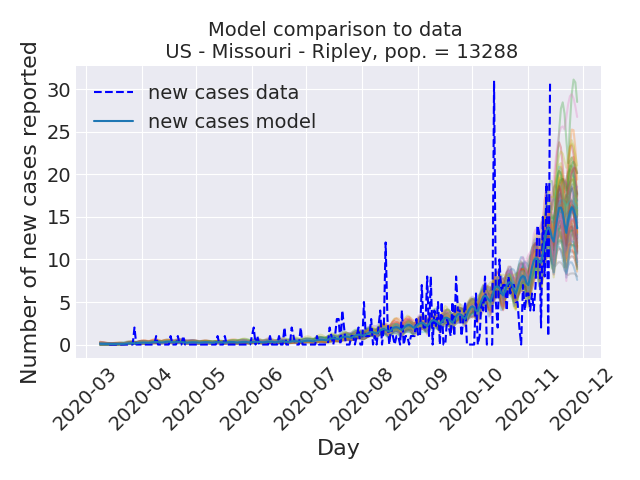 Model comparison to data
US - Missouri - Ripley, pop. = 13288
Number of new cases reported
30
25
20
15
10
5
0
new cases data
new cases model
2020-03
2020-04
2020-05
2020-06
2020-07
2020-08
2020-09
2020-10
2020-11
2020-12
Day